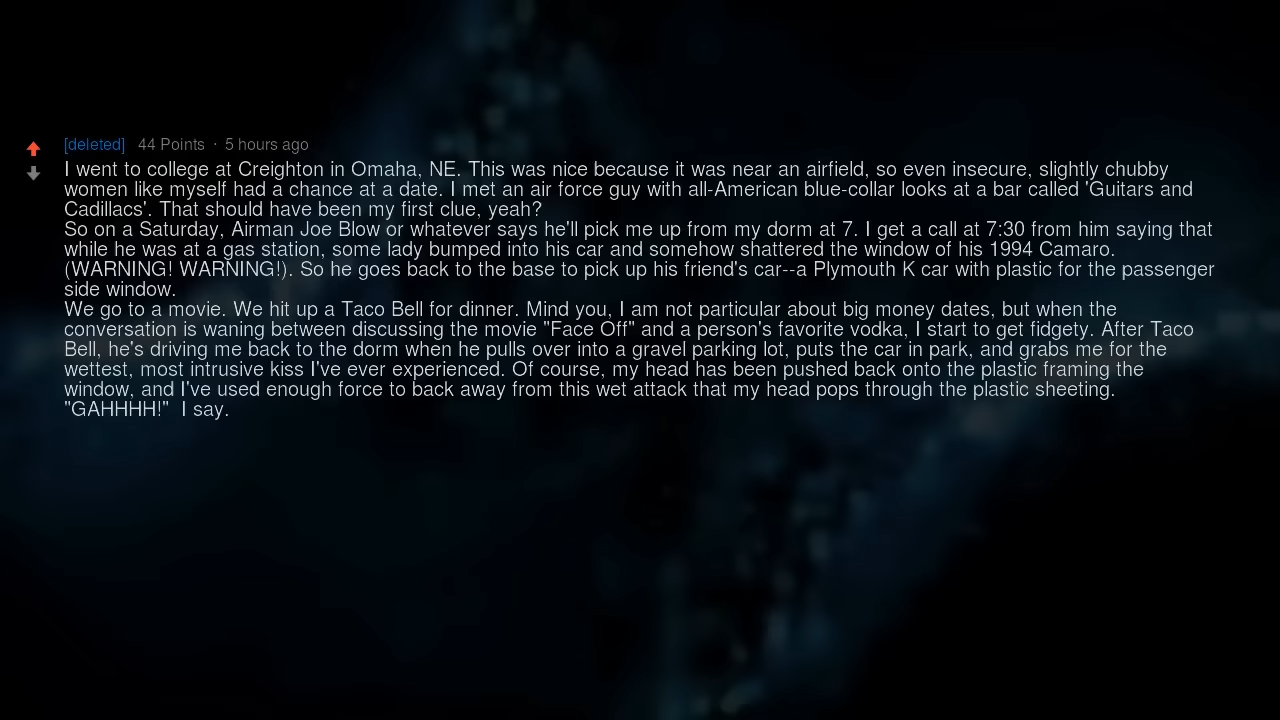 [deleted] 44 Points · 5 hours ago
I went to college at Creighton in Omaha, NE. This was nice because it was near an airfield, so even insecure, slightly chubby
women like myself had a chance at a date. I met an air force guy with all-American blue-collar looks at a bar called 'Guitars and
Cadillacs'. That should have been my first clue, yeah?
So on a Saturday, Airman Joe Blow or whatever says he'll pick me up from my dorm at 7. I get a call at 7:30 from him saying that
while he was at a gas station, some lady bumped into his car and somehow shattered the window of his 1994 Camaro.
(WARNING! WARNING!). So he goes back to the base to pick up his friend's car--a Plymouth K car with plastic for the passenger
side window.
We go to a movie. We hit up a Taco Bell for dinner. Mind you, I am not particular about big money dates, but when the
conversation is waning between discussing the movie "Face Off" and a person's favorite vodka, I start to get fidgety. After Taco
Bell, he's driving me back to the dorm when he pulls over into a gravel parking lot, puts the car in park, and grabs me for the
wettest, most intrusive kiss I've ever experienced. Of course, my head has been pushed back onto the plastic framing the
window, and I've used enough force to back away from this wet attack that my head pops through the plastic sheeting.
"GAHHHH!"  I say.